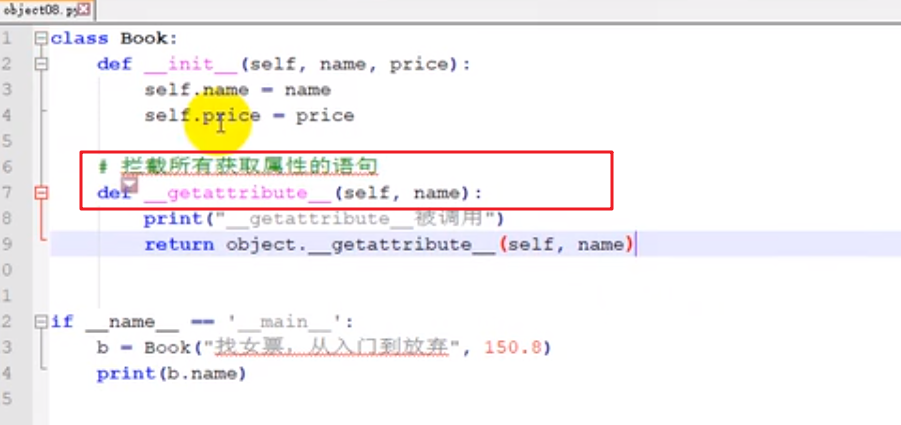 object08.py
1 class Book:
2 def __init__(self, name, price):
3 self.name = name
4 self.price = price
5
6 # 拦截所有获取属性的语句
7 def __getattribute__(self, name):
8 print("__getattribute__被调用")
9 return object.__getattribute__(self, name)
0
1
2 if __name__ == '__main__':
3 b = Book("找女票，从入门到放弃", 150.8)
4 print(b.name)
5